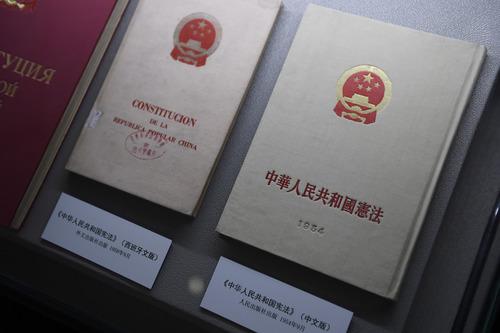 ТУЦИЯ
ОЙ
CONSTITUCION
DE LA
REPUBLICA POPULAR CHINA
中華人民共和國憲法
1954
《中华人民共和国宪法》（西班牙文版）
《中华人民共和国宪法》（中文版）
人民出版社出版 1954年9月